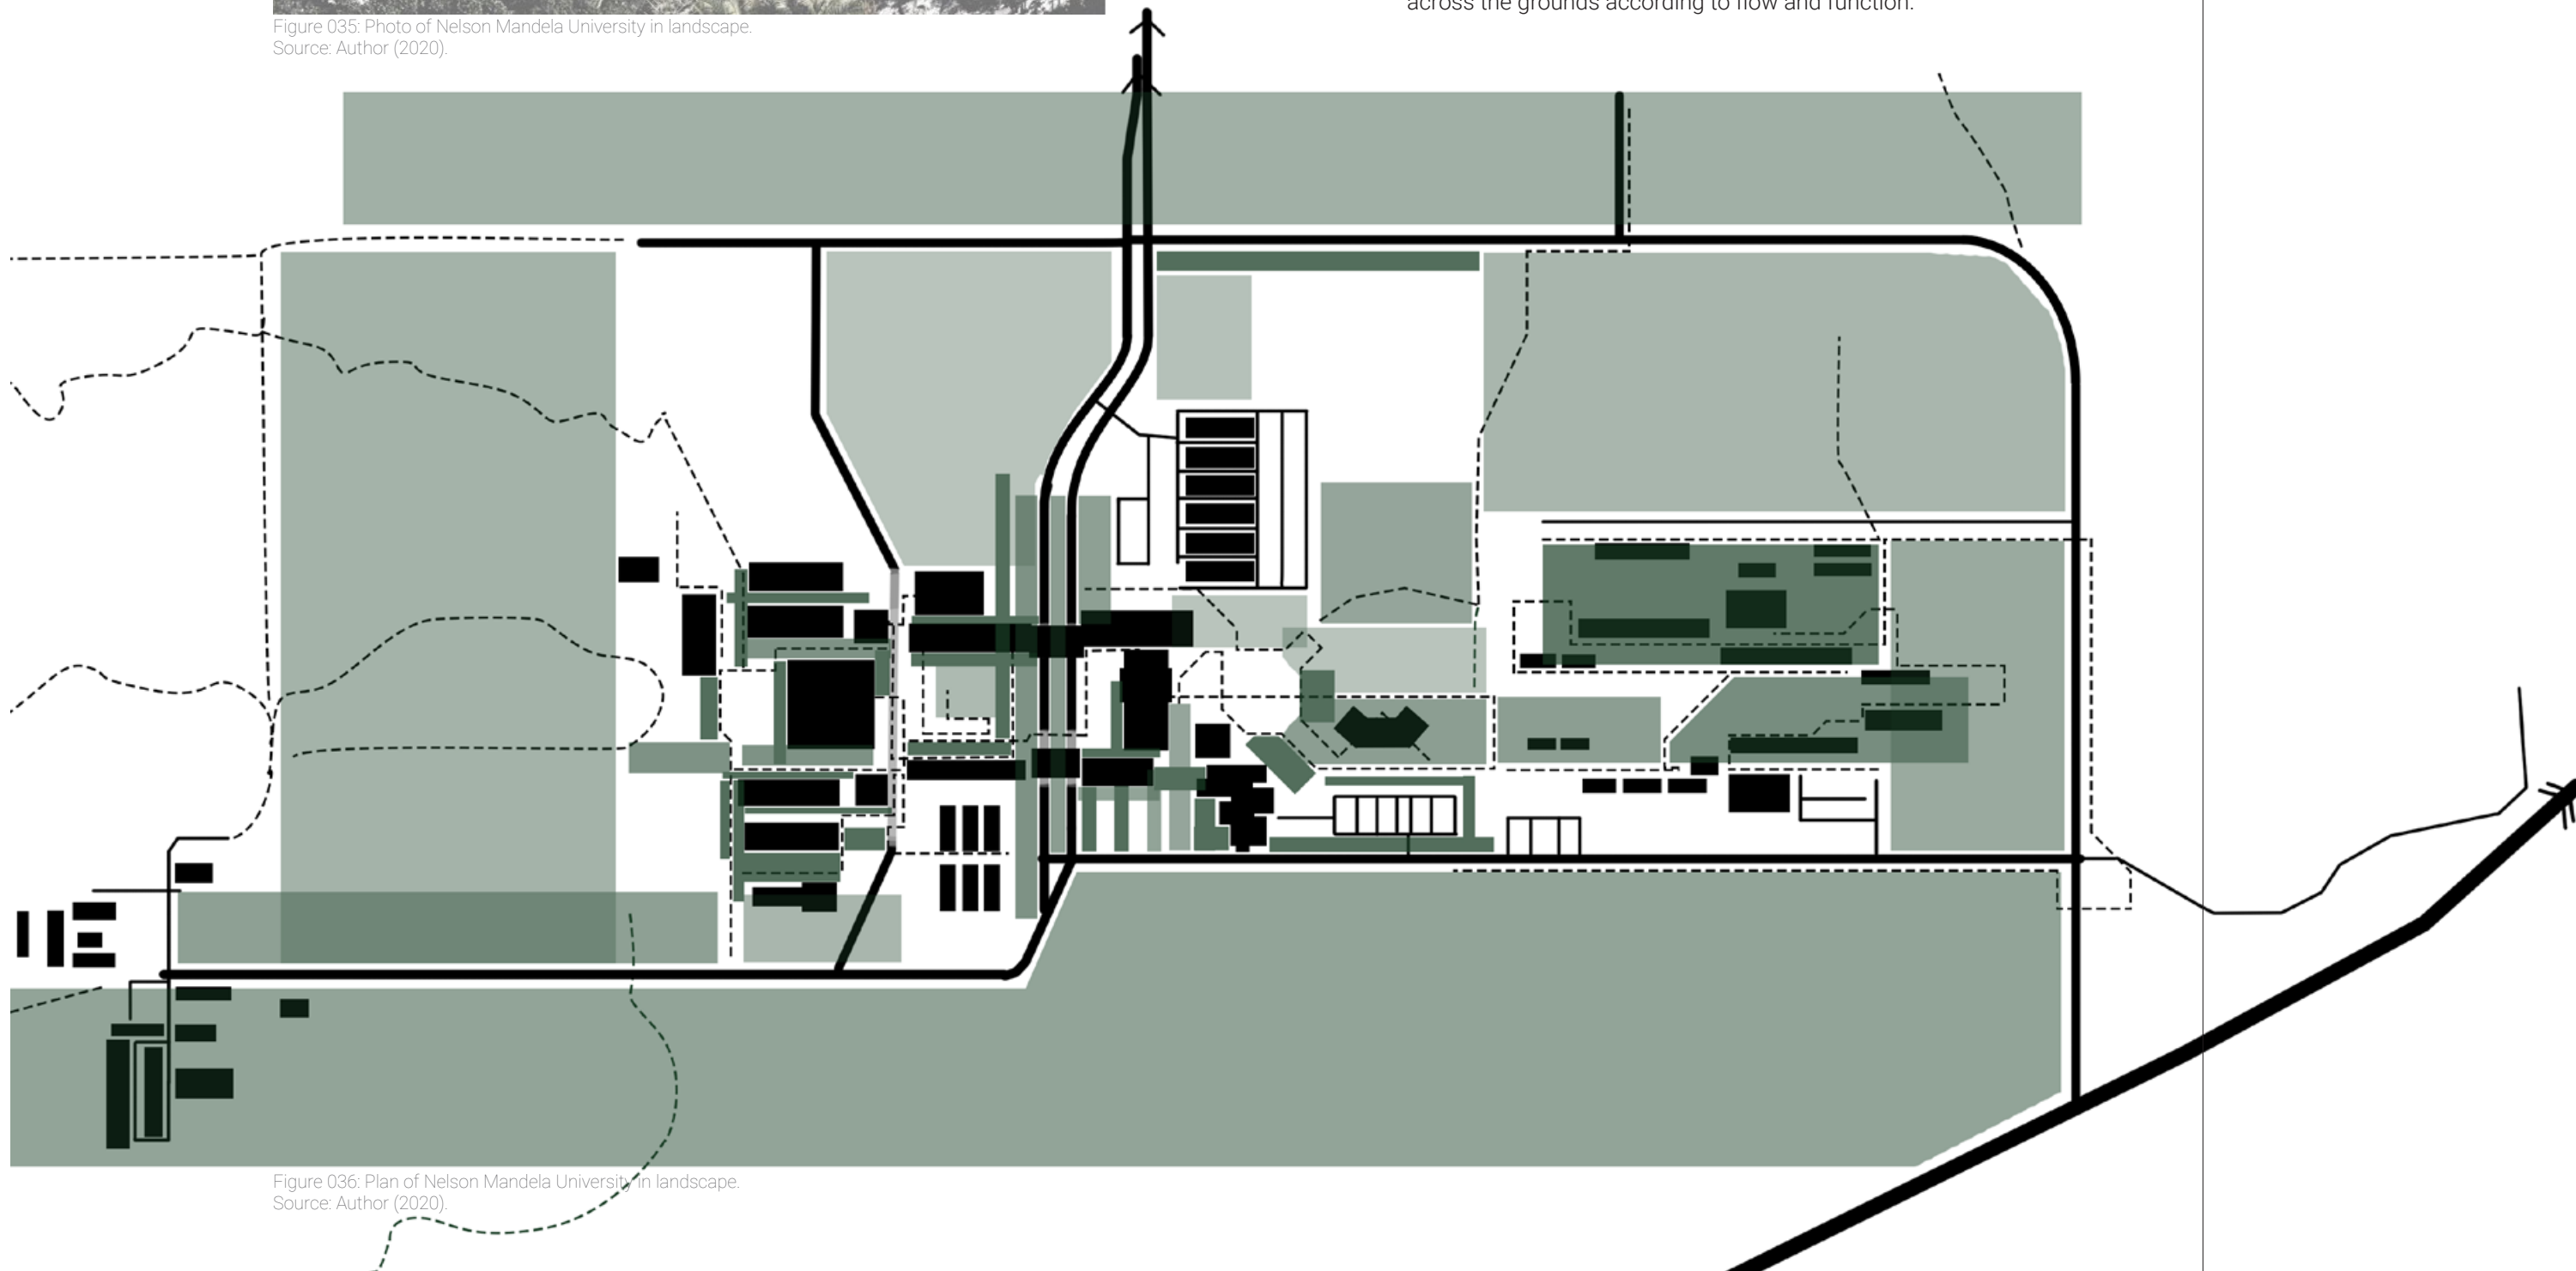 across the grounds according to flow and function.
Figure 035: Photo of Nelson Mandela University in landscape.
Source: Author (2020).
Figure 036: Plan of Nelson Mandela University in landscape.
Source: Author (2020).